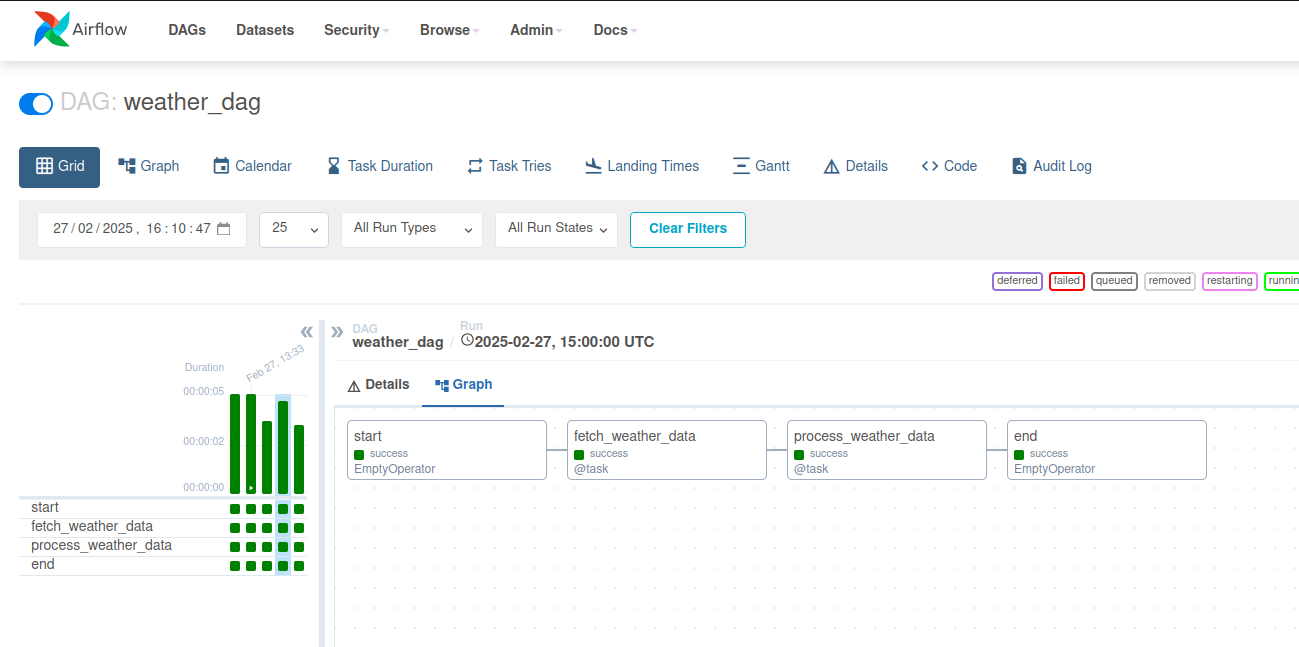 Airflow DAGs Datasets Security Browse Admin Docs
DAG: weather_dag
Grid Graph Calendar Task Duration Task Tries Landing Times Gantt Details Code Audit Log
27/02/2025, 16:10:47 25 All Run Types All Run States Clear Filters
deferred failed queued removed restarting runnin
DAG Run
weather_dag / 2025-02-27, 15:00:00 UTC
Feb 27, 13:33
Duration
00:00:05
00:00:02
00:00:00
start
fetch_weather_data
process_weather_data
end
Details Graph
start fetch_weather_data process_weather_data end
success success success success
EmptyOperator @task @task EmptyOperator